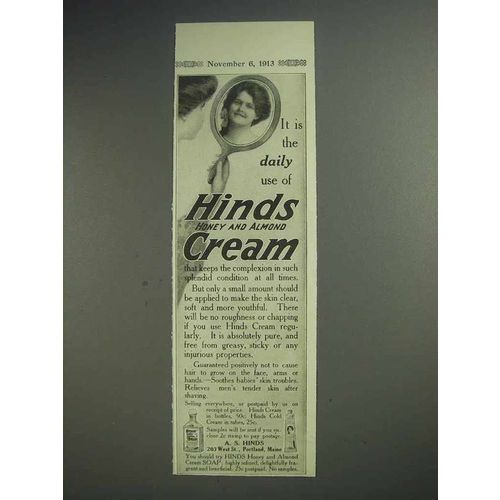 November 6, 1913
It is
the
daily
use of
Hinds
HONEY AND ALMOND
Cream
that keeps the complexion in such
splendid condition at all times.
But only a small amount should
be applied to make the skin clear,
soft and more youthful. There
will be no roughness or chapping
if you use Hinds Cream regu-
larly. It is absolutely pure, and
free from greasy, sticky or any
injurious properties.
Guaranteed positively not to cause
hair to grow on the face, arms or
hands.—Soothes babies' skin troubles.
Relieves men's tender skin after
shaving.
Selling everywhere, or postpaid by us on
receipt of price. Hinds Cream
in bottles, 50c. Hinds Cold
Cream in tubes, 25c.
Samples will be sent if you en-
close 2c stamp to pay postage.
A. S. HINDS
203 West St., Portland, Maine
You should try HINDS Honey and Almond
Cream SOAP, highly refined, delightfully fra-
grant and beneficial. 25c postpaid. No samples.